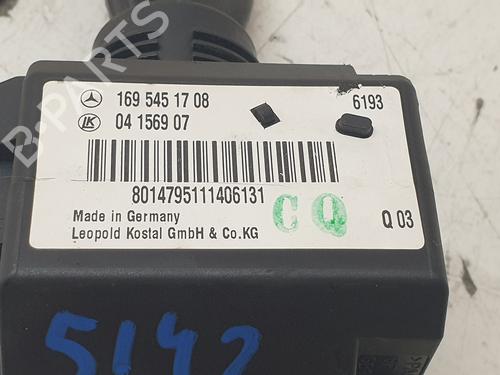 B-PARTS
169 545 17 08
6193
LK 04 1569 07
8014795111406131
CQ
Made in Germany
Leopold Kostal GmbH & Co.KG
Q 03
5142